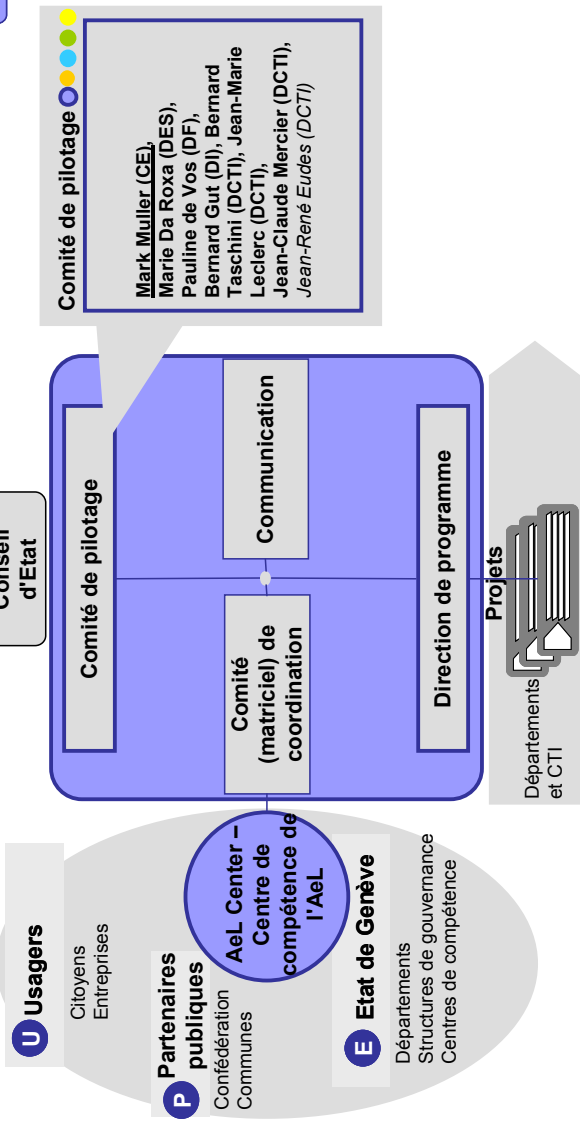 Conseil
d'Etat
Comité de pilotage
Comité
(matriciel) de
coordination
Communication
Direction de programme
Projets
Départements
et CTI
Comité de pilotage
Mark Muller (CE),
Marie Da Roxa (DES),
Pauline de Vos (DF),
Bernard Gut (DI), Bernard
Taschini (DCTI), Jean-Marie
Leclerc (DCTI),
Jean-Claude Mercier (DCTI),
Jean-René Eudes (DCTI)
U Usagers
Citoyens
Entreprises
P Partenaires
publiques
Confédération
Communes
AeL Center –
Centre de
compétence de
l'AeL
E Etat de Genève
Départements
Structures de gouvernance
Centres de compétence